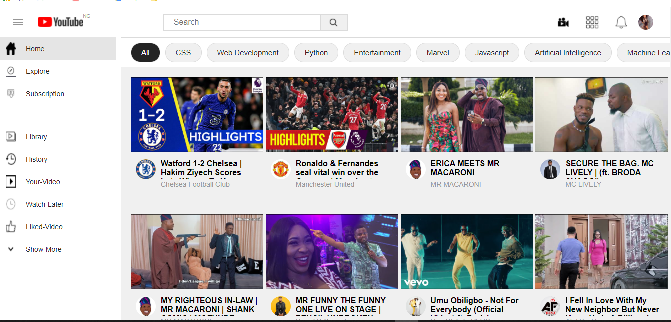 YouTube NG
Search
All
CSS
Web Development
Python
Entertainment
Marvel
Javascript
Artificial Intelligence
Machine Lea
Home
Explore
Subscription
Library
History
Your-Video
Watch Later
Liked-Video
Show More
1-2
HIGHLIGHTS
HIGHLIGHTS
Watford 1-2 Chelsea |
Hakim Ziyech Scores
Chelsea Football Club
Ronaldo & Fernandes
seal vital win over the
Manchester United
ERICA MEETS MR
MACARONI
MR MACARONI
SECURE THE BAG. MC
LIVELY | (ft. BRODA
MC LIVELY
vevo
MY RIGHTEOUS IN-LAW |
MR MACARONI | SHANK
MR FUNNY THE FUNNY
ONE LIVE ON STAGE |
Umu Obiligbo - Not For
Everybody (Official
I Fell In Love With My
New Neighbor But Never